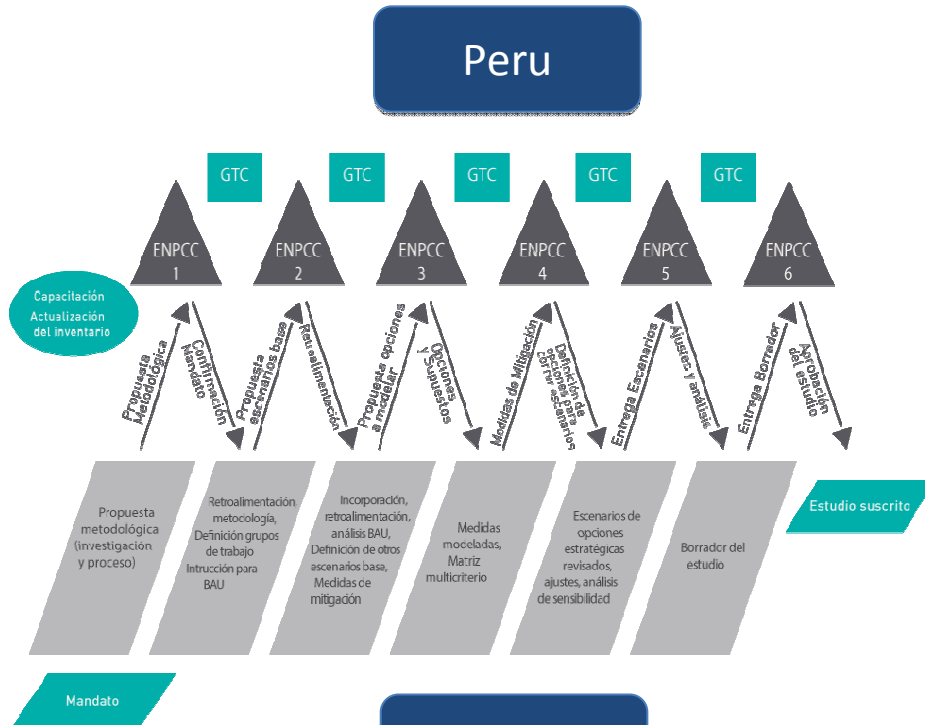 Peru
GTC
GTC
GTC
GTC
GTC
ENPCC
1
ENPCC
2
ENPCC
3
ENPCC
4
ENPCC
5
ENPCC
6
Capacitación
Actualización
del inventario
Propuesta
Metodológica
Confirmación
Mandato
Propuesta
escenarios base
Retroalimentación
Propuesta opciones
a modelar
Opciones
y Supuestos
Medidas de Mitigación
Definición de
opciones para
correr escenarios
Entrega Escenarios
Ajustes y análisis
Entrega Borrador
Aprobación
del estudio
Propuesta
metodológica
(investigación
y proceso)
Retroalimentación
metodología,
Definición grupos
de trabajo
Intrucción para
BAU
Incorporación,
retroalimentación,
análisis BAU,
Definición de otros
escenarios base,
Medidas de
mitigación
Medidas
modeladas,
Matriz
multicriterio
Escenarios de
opciones
estratégicas
revisados,
ajustes, análisis
de sensibilidad
Borrador del
estudio
Estudio suscrito
Mandato